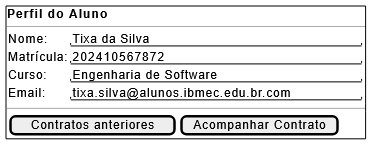 Perfil do Aluno
Nome: Tixa da Silva
Matrícula: 202410567872
Curso: Engenharia de Software
Email: tixa.silva@alunos.ibmec.edu.br.com
Contratos anteriores Acompanhar Contrato